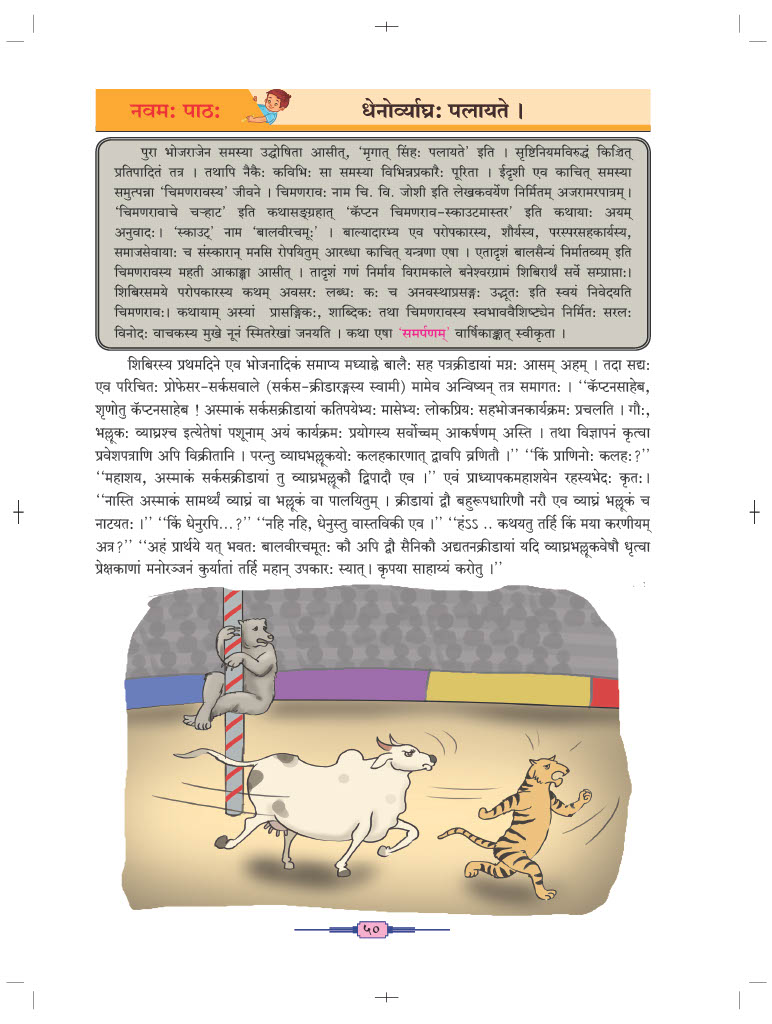 नवमः पाठः
धेनोर्व्याघ्रः पलायते ।
पुरा भोजराजेन समस्या उद्घोषिता आसीत्, ‘मृगात् सिंहः पलायते’ इति । सृष्टिनियमविरुद्धं किञ्चित्
प्रतिपादितं तत्र । तथापि नैकैः कविभिः सा समस्या विभिन्नप्रकारैः पूरिता । ईदृशी एव काचित् समस्या
समुत्पन्ना ‘चिमणरावस्य’ जीवने । चिमणरावः नाम चि. वि. जोशी इति लेखकवर्येण निर्मितम् अजरामरपात्रम्।
‘चिमणरावाचे चऱ्हाट’ इति कथासङ्ग्रहात् ‘कॅप्टन चिमणराव-स्काउटमास्तर’ इति कथायाः अयम्
अनुवादः। ‘स्काउट्’ नाम ‘बालवीरचमूः’ । बाल्यादारभ्य एव परोपकारस्य, शौर्यस्य, परस्परसहकार्यस्य,
समाजसेवायाः च संस्कारान् मनसि रोपयितुम् आरब्धा काचित् यन्त्रणा एषा । एतादृशं बालसैन्यं निर्मातव्यम् इति
चिमणरावस्य महती आकाङ्क्षा आसीत् । तादृशं गणं निर्माय विरामकाले बनेश्वरग्रामं शिबिरार्थं सर्वे सम्प्राप्ताः।
शिबिरसमये परोपकारस्य कथम् अवसरः लब्धः कः च अनवस्थाप्रसङ्गः उद्भूतः इति स्वयं निवेदयति
चिमणरावः। कथायाम् अस्यां प्रासङ्गिकः, शाब्दिकः तथा चिमणरावस्य स्वभाववैशिष्ट्येन निर्मितः सरलः
विनोदः वाचकस्य मुखे नूनं स्मितरेखां जनयति । कथा एषा ‘समर्पणम्’ वार्षिकाङ्कात् स्वीकृता ।
शिबिरस्य प्रथमदिने एव भोजनादिकं समाप्य मध्याह्ने बालैः सह पत्रक्रीडायां मग्नः आसम् अहम् । तदा सद्यः
एव परिचितः प्रोफेसर-सर्कसवाले (सर्कस-क्रीडारङ्गस्य स्वामी) मामेव अन्विष्यन् तत्र समागतः । ‘‘कॅप्टनसाहेब,
शृणोतु कॅप्टनसाहेब ! अस्माकं सर्कसक्रीडायां कतिपयेभ्यः मासेभ्यः लोकप्रियः सहभोजनकार्यक्रमः प्रचलति । गौः,
भल्लूकः व्याघ्रश्च इत्येतेषां पशूनाम् अयं कार्यक्रमः प्रयोगस्य सर्वोच्चम् आकर्षणम् अस्ति । तथा विज्ञापनं कृत्वा
प्रवेशपत्राणि अपि विक्रीतानि । परन्तु व्याघभल्लूकयोः कलहकारणात् द्वावपि व्रणितौ ।’’ ‘‘किं प्राणिनोः कलहः?’’
‘‘महाशय, अस्माकं सर्कसक्रीडायां तु व्याघ्रभल्लूकौ द्विपादौ एव ।’’ एवं प्राध्यापकमहाशयेन रहस्यभेदः कृतः।
‘‘नास्ति अस्माकं सामर्थ्यं व्याघ्रं वा भल्लूकं वा पालयितुम् । क्रीडायां द्वौ बहुरूपधारिणौ नरौ एव व्याघ्रं भल्लूकं च
नाटयतः ।’’ ‘‘किं धेनुरपि...?’’ ‘‘नहि नहि, धेनुस्तु वास्तविकी एव ।’’ ‘‘हंऽऽ .. कथयतु तर्हि किं मया करणीयम्
अत्र?’’ ‘‘अहं प्रार्थये यत् भवतः बालवीरचमूतः कौ अपि द्वौ सैनिकौ अद्यतनक्रीडायां यदि व्याघ्रभल्लूकवेषौ धृत्वा
प्रेक्षकाणां मनोरञ्जनं कुर्यातां तर्हि महान् उपकारः स्यात्। कृपया साहाय्यं करोतु ।’’
५०